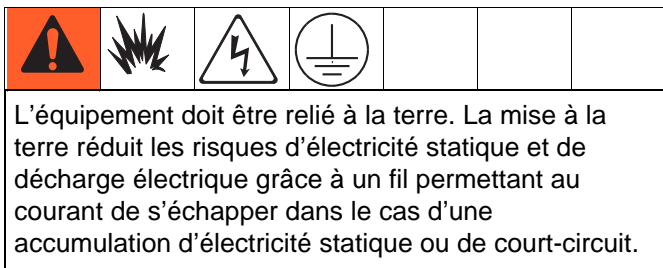 L’équipement doit être relié à la terre. La mise à la
terre réduit les risques d’électricité statique et de
décharge électrique grâce à un fil permettant au
courant de s’échapper dans le cas d’une
accumulation d’électricité statique ou de court-circuit.